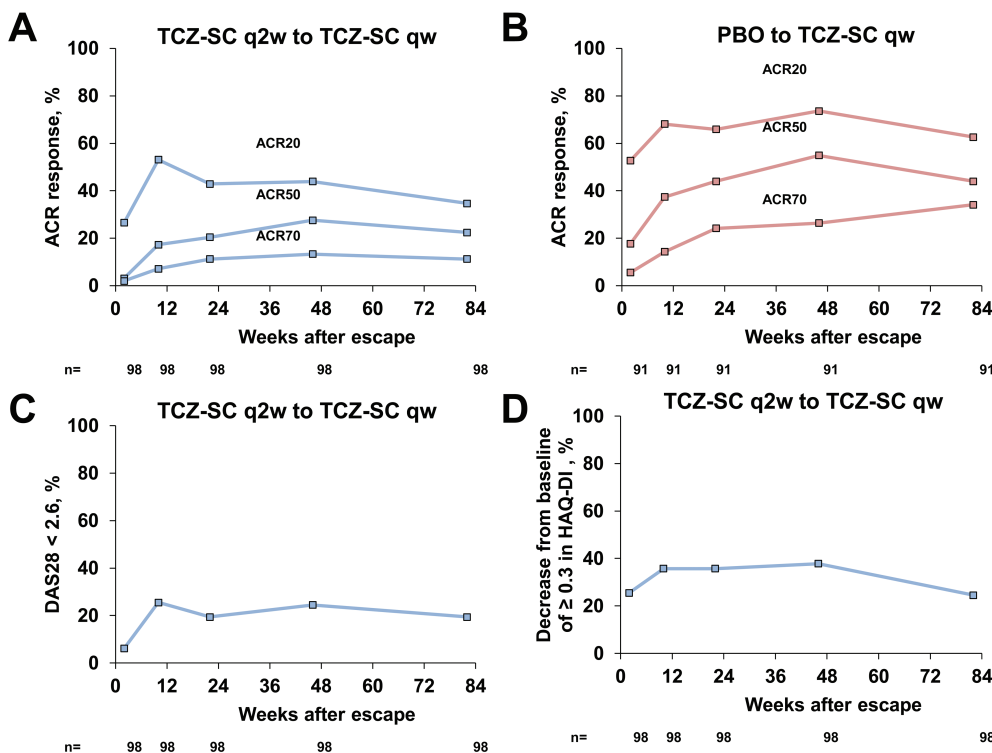 A
TCZ-SC q2w to TCZ-SC qw
ACR response, %
100
80
60
40
20
0
ACR20
ACR50
ACR70
0 12 24 36 48 60 72 84
Weeks after escape
n= 98 98 98 98 98
B
PBO to TCZ-SC qw
ACR response, %
100
80
60
40
20
0
ACR20
ACR50
ACR70
0 12 24 36 48 60 72 84
Weeks after escape
n= 91 91 91 91 91
C
TCZ-SC q2w to TCZ-SC qw
DAS28 < 2.6, %
100
80
60
40
20
0
0 12 24 36 48 60 72 84
Weeks after escape
n= 98 98 98 98 98
D
TCZ-SC q2w to TCZ-SC qw
Decrease from baseline
of ≥ 0.3 in HAQ-DI , %
100
80
60
40
20
0
0 12 24 36 48 60 72 84
Weeks after escape
n= 98 98 98 98 98